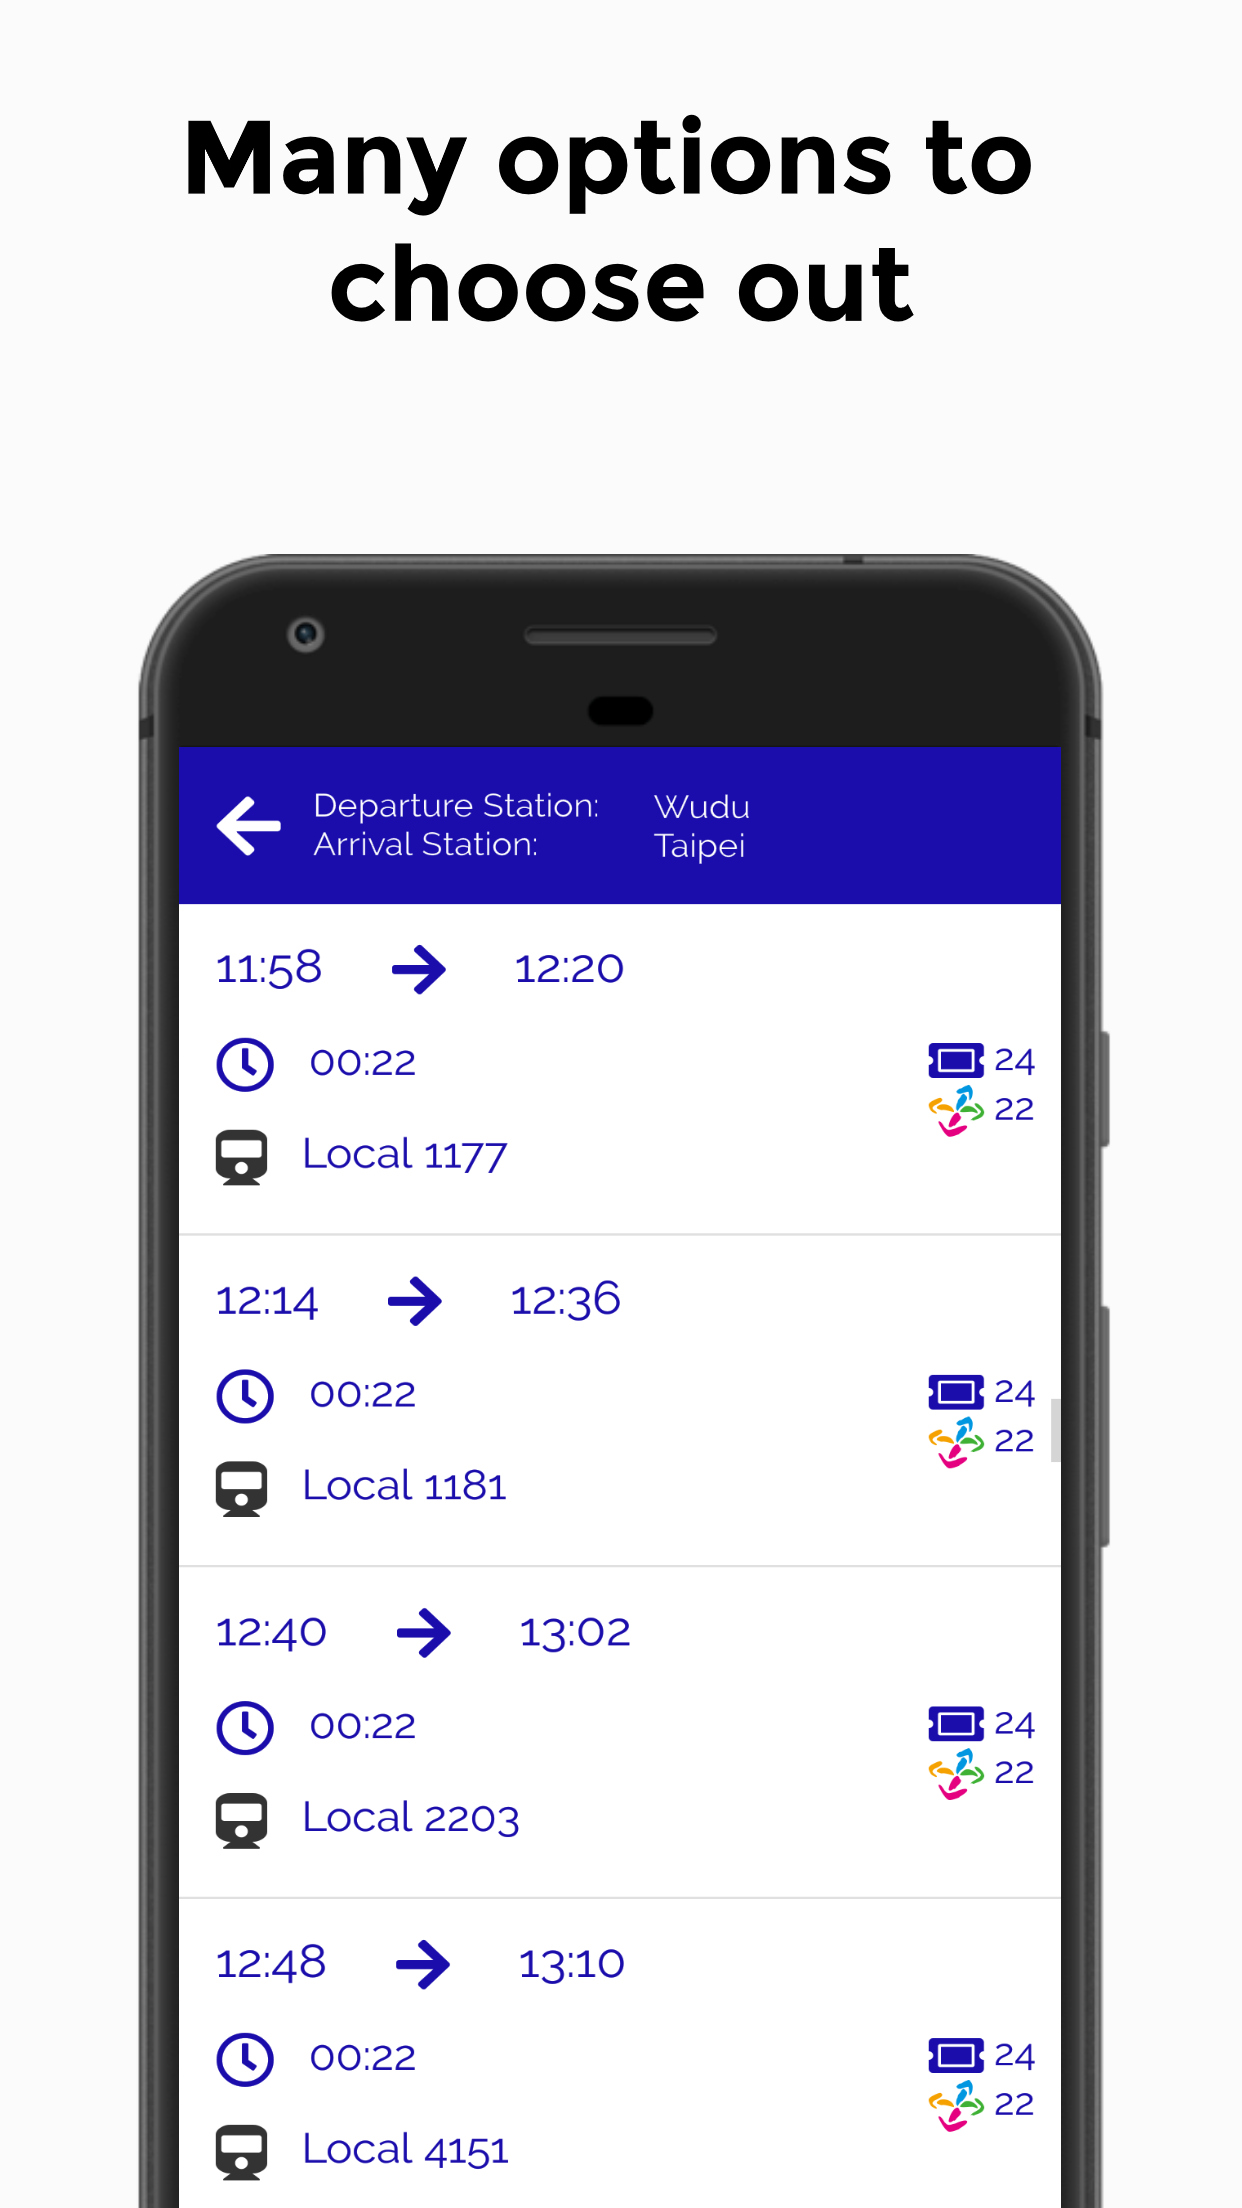 Many options to
choose out
Departure Station: Wudu
Arrival Station: Taipei
11:58 12:20
00:22 24
22
Local 1177
12:14 12:36
00:22 24
22
Local 1181
12:40 13:02
00:22 24
22
Local 2203
12:48 13:10
00:22 24
22
Local 4151